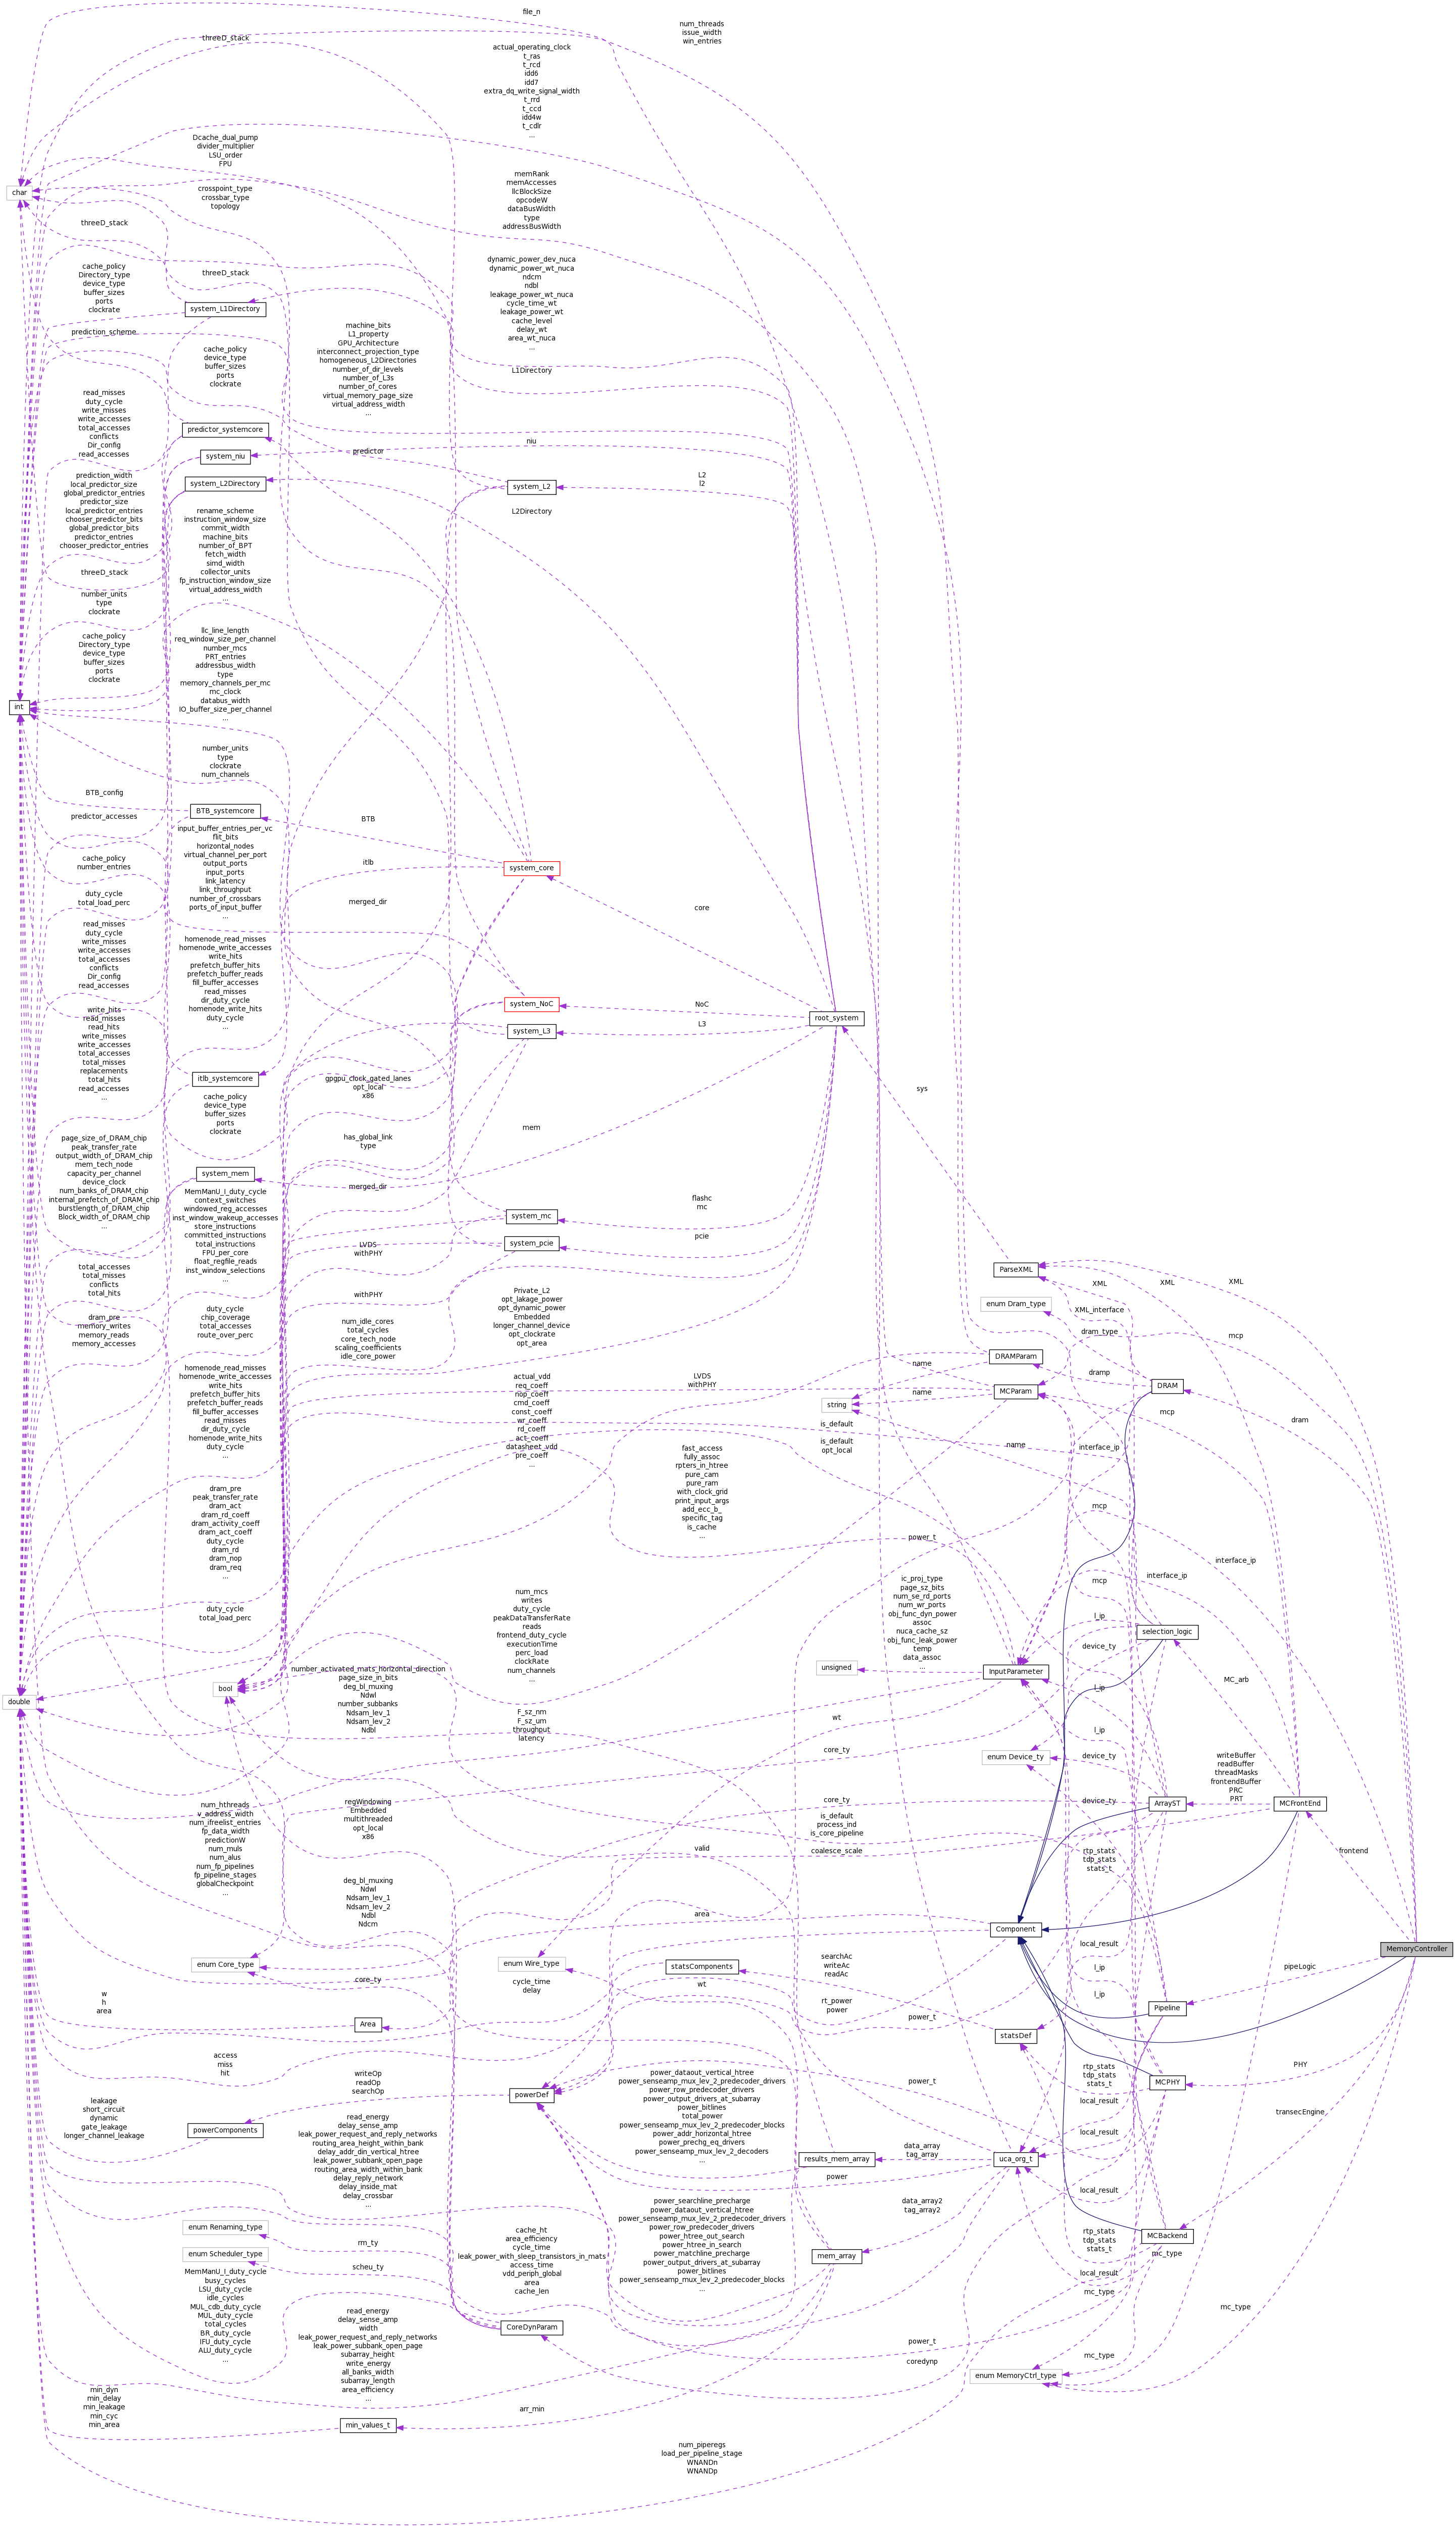 file_n
num_threads
issue_width
win_entries
threeD_stack
actual_operating_clock
t_ras
t_rcd
idd6
idd7
extra_dq_write_signal_width
t_rrd
t_ccd
idd4w
t_cdlr
...
Dcache_dual_pump
divider_multiplier
LSU_order
FPU
char
crosspoint_type
crossbar_type
topology
memRank
memAccesses
llcBlockSize
opcodeW
dataBusWidth
type
addressBusWidth
threeD_stack
cache_policy
Directory_type
device_type
buffer_sizes
ports
clockrate
threeD_stack
dynamic_power_dev_nuca
dynamic_power_wt_nuca
ndcm
ndbl
leakage_power_wt_nuca
cycle_time_wt
leakage_power_wt
cache_level
delay_wt
area_wt_nuca
...
system_L1Directory
prediction_scheme
machine_bits
L1_property
GPU_Architecture
interconnect_projection_type
homogeneous_L2Directories
number_of_dir_levels
number_of_L3s
number_of_cores
virtual_memory_page_size
virtual_address_width
...
cache_policy
device_type
buffer_sizes
ports
clockrate
L1Directory
read_misses
duty_cycle
write_misses
write_accesses
total_accesses
conflicts
Dir_config
read_accesses
predictor_systemcore
niu
predictor
system_niu
prediction_width
local_predictor_size
global_predictor_entries
predictor_size
local_predictor_entries
chooser_predictor_bits
global_predictor_bits
predictor_entries
chooser_predictor_entries
system_L2Directory
system_L2
L2
l2
L2Directory
rename_scheme
instruction_window_size
commit_width
machine_bits
number_of_BPT
fetch_width
simd_width
collector_units
fp_instruction_window_size
virtual_address_width
...
threeD_stack
number_units
type
clockrate
cache_policy
Directory_type
device_type
buffer_sizes
ports
clockrate
llc_line_length
req_window_size_per_channel
number_mcs
PRT_entries
addressbus_width
type
memory_channels_per_mc
mc_clock
databus_width
IO_buffer_size_per_channel
...
int
number_units
type
clockrate
num_channels
BTB_config
BTB_systemcore
BTB
predictor_accesses
input_buffer_entries_per_vc
flit_bits
horizontal_nodes
virtual_channel_per_port
output_ports
input_ports
link_latency
link_throughput
number_of_crossbars
ports_of_input_buffer
...
cache_policy
number_entries
itlb
system_core
duty_cycle
total_load_perc
merged_dir
core
read_misses
duty_cycle
write_misses
write_accesses
total_accesses
conflicts
Dir_config
read_accesses
homenode_read_misses
homenode_write_accesses
write_hits
prefetch_buffer_hits
prefetch_buffer_reads
fill_buffer_accesses
read_misses
dir_duty_cycle
homenode_write_hits
duty_cycle
...
system_NoC
NoC
root_system
system_L3
L3
write_hits
read_misses
read_hits
write_misses
write_accesses
total_accesses
total_misses
replacements
total_hits
read_accesses
...
itlb_systemcore
gpgpu_clock_gated_lanes
opt_local
x86
sys
cache_policy
device_type
buffer_sizes
ports
clockrate
has_global_link
type
mem
page_size_of_DRAM_chip
peak_transfer_rate
output_width_of_DRAM_chip
mem_tech_node
capacity_per_channel
device_clock
num_banks_of_DRAM_chip
internal_prefetch_of_DRAM_chip
burstlength_of_DRAM_chip
Block_width_of_DRAM_chip
...
system_mem
merged_dir
MemManU_I_duty_cycle
context_switches
windowed_reg_accesses
inst_window_wakeup_accesses
store_instructions
committed_instructions
total_instructions
FPU_per_core
float_regfile_reads
inst_window_selections
...
system_mc
flashc
mc
pcie
system_pcie
LVDS
withPHY
total_accesses
total_misses
conflicts
total_hits
ParseXML
XML
XML
XML
enum Dram_type
XML_interface
withPHY
Private_L2
opt_lakage_power
opt_dynamic_power
Embedded
longer_channel_device
opt_clockrate
opt_area
duty_cycle
chip_coverage
total_accesses
route_over_perc
num_idle_cores
total_cycles
core_tech_node
scaling_coefficients
idle_core_power
dram_pre
memory_writes
memory_reads
memory_accesses
dram_type
mcp
DRAMParam
name
dramp
DRAM
homenode_read_misses
homenode_write_accesses
write_hits
prefetch_buffer_hits
prefetch_buffer_reads
fill_buffer_accesses
read_misses
dir_duty_cycle
homenode_write_hits
duty_cycle
...
actual_vdd
req_coeff
nop_coeff
cmd_coeff
const_coeff
wr_coeff
rd_coeff
act_coeff
datasheet_vdd
pre_coeff
...
LVDS
withPHY
MCParam
string
name
mcp
dram
is_default
is_default
opt_local
interface_ip
name
fast_access
fully_assoc
rpters_in_htree
pure_cam
pure_ram
with_clock_grid
print_input_args
add_ecc_b_
specific_tag
is_cache
...
dram_pre
peak_transfer_rate
dram_act
dram_rd_coeff
dram_activity_coeff
dram_act_coeff
duty_cycle
dram_rd
dram_nop
dram_req
...
mcp
power_t
interface_ip
interface_ip
mcp
ic_proj_type
page_sz_bits
num_se_rd_ports
num_wr_ports
obj_func_dyn_power
assoc
nuca_cache_sz
obj_func_leak_power
temp
data_assoc
...
duty_cycle
total_load_perc
num_mcs
writes
duty_cycle
peakDataTransferRate
reads
frontend_duty_cycle
executionTime
perc_load
clockRate
num_channels
...
l_ip
selection_logic
device_ty
unsigned
InputParameter
MC_arb
number_activated_mats_horizontal_direction
page_size_in_bits
deg_bl_muxing
Ndwl
number_subbanks
Ndsam_lev_1
Ndsam_lev_2
Ndbl
double
bool
l_ip
F_sz_nm
F_sz_um
throughput
latency
wt
l_ip
core_ty
enum Device_ty
device_ty
writeBuffer
readBuffer
threadMasks
frontendBuffer
PRC
PRT
core_ty
device_ty
ArrayST
MCFrontEnd
num_hthreads
v_address_width
num_ifreelist_entries
fp_data_width
predictionW
num_muls
num_alus
num_fp_pipelines
fp_pipeline_stages
globalCheckpoint
...
regWindowing
Embedded
multithreaded
opt_local
x86
is_default
process_ind
is_core_pipeline
valid
coalesce_scale
rtp_stats
tdp_stats
stats_t
frontend
deg_bl_muxing
Ndwl
Ndsam_lev_1
Ndsam_lev_2
Ndbl
Ndcm
area
Component
local_result
MemoryController
enum Core_type
enum Wire_type
statsComponents
searchAc
writeAc
readAc
l_ip
pipeLogic
core_ty
cycle_time
delay
wt
l_ip
w
h
area
Area
rt_power
power
power_t
Pipeline
statsDef
access
miss
hit
rtp_stats
tdp_stats
stats_t
PHY
writeOp
readOp
searchOp
powerDef
power_dataout_vertical_htree
power_senseamp_mux_lev_2_predecoder_drivers
power_row_predecoder_drivers
power_output_drivers_at_subarray
power_bitlines
total_power
power_senseamp_mux_lev_2_predecoder_blocks
power_addr_horizontal_htree
power_prechg_eq_drivers
power_senseamp_mux_lev_2_decoders
...
power_t
MCPHY
leakage
short_circuit
dynamic
gate_leakage
longer_channel_leakage
powerComponents
local_result
transecEngine
read_energy
delay_sense_amp
leak_power_request_and_reply_networks
routing_area_height_within_bank
delay_addr_din_vertical_htree
leak_power_subbank_open_page
routing_area_width_within_bank
delay_reply_network
delay_inside_mat
delay_crossbar
...
local_result
data_array
tag_array
results_mem_array
uca_org_t
power
local_result
power_searchline_precharge
power_dataout_vertical_htree
power_senseamp_mux_lev_2_predecoder_drivers
power_row_predecoder_drivers
power_htree_out_search
power_htree_in_search
power_matchline_precharge
power_output_drivers_at_subarray
power_bitlines
power_senseamp_mux_lev_2_predecoder_blocks
...
data_array2
tag_array2
enum Renaming_type
rm_ty
MCBackend
rtp_stats
tdp_stats
stats_t
mc_type
enum Scheduler_type
scheu_ty
cache_ht
area_efficiency
cycle_time
leak_power_with_sleep_transistors_in_mats
access_time
vdd_periph_global
area
cache_len
mem_array
local_result
MemManU_I_duty_cycle
busy_cycles
LSU_duty_cycle
idle_cycles
MUL_cdb_duty_cycle
MUL_duty_cycle
total_cycles
BR_duty_cycle
IFU_duty_cycle
ALU_duty_cycle
...
mc_type
mc_type
CoreDynParam
power_t
mc_type
read_energy
delay_sense_amp
width
leak_power_request_and_reply_networks
leak_power_subbank_open_page
subarray_height
write_energy
all_banks_width
subarray_length
area_efficiency
...
coredynp
enum MemoryCtrl_type
min_dyn
min_delay
min_leakage
min_cyc
min_area
arr_min
min_values_t
num_piperegs
load_per_pipeline_stage
WNANDn
WNANDp